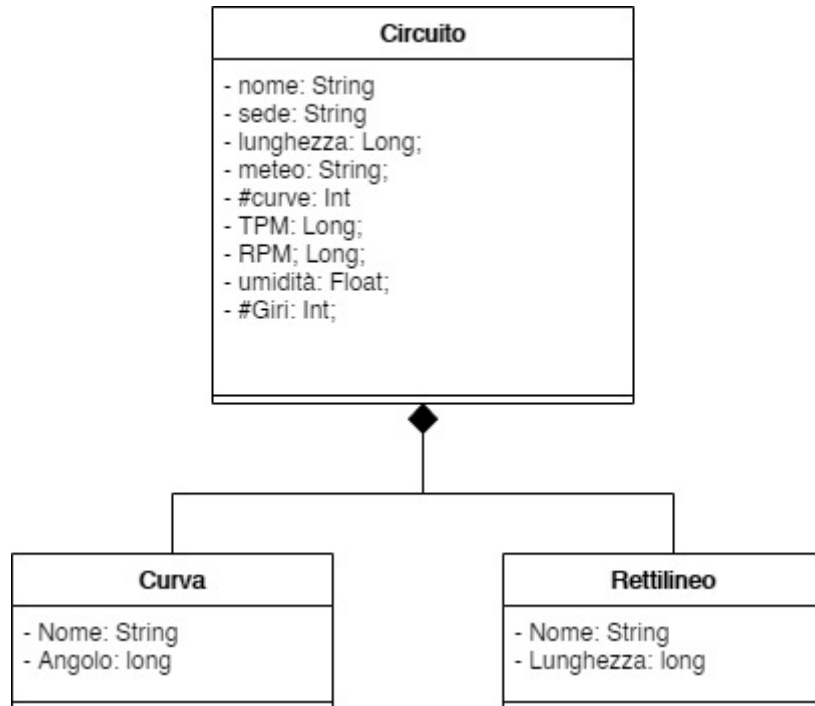 Circuito
- nome: String
- sede: String
- lunghezza: Long;
- meteo: String;
- #curve: Int
- TPM: Long;
- RPM; Long;
- umidità: Float;
- #Giri: Int;
Curva
- Nome: String
- Angolo: long
Rettilineo
- Nome: String
- Lunghezza: long